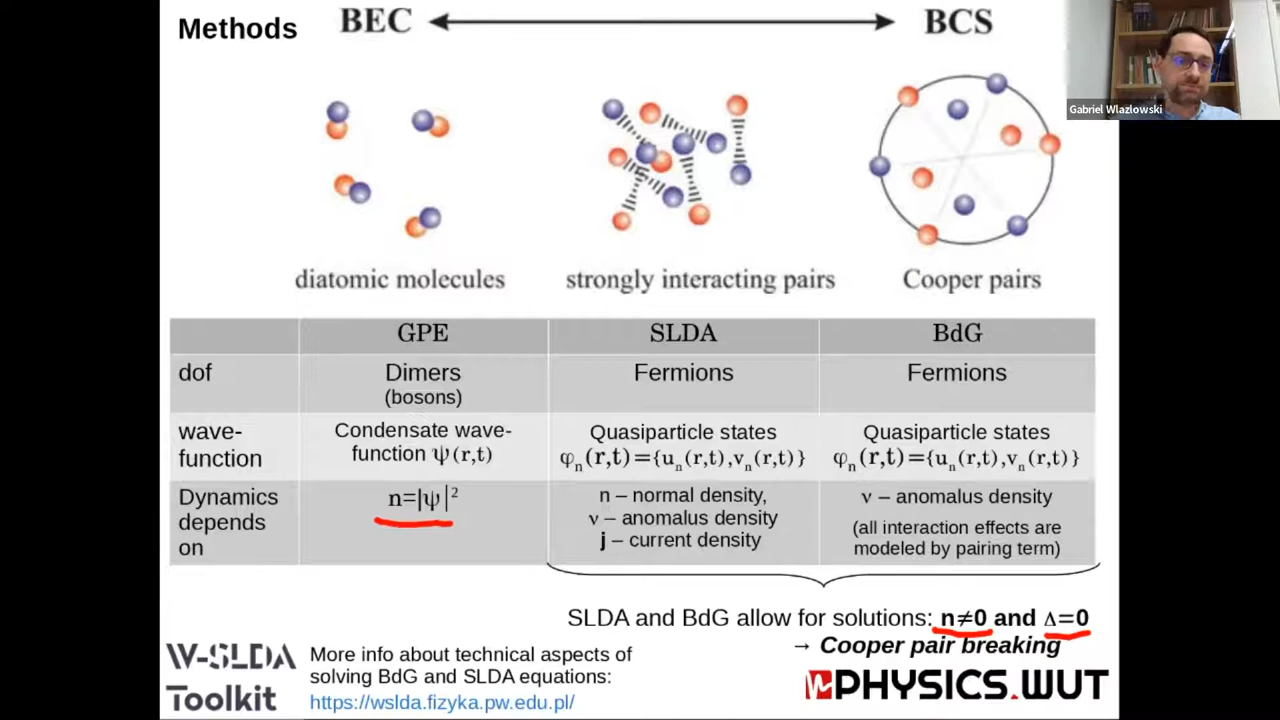 Methods
BEC
BCS
Gabriel Wlazlowski
diatomic molecules
strongly interacting pairs
Cooper pairs
GPE
SLDA
BdG
dof
Dimers
(bosons)
Fermions
Fermions
wave-
function
Condensate wave-
function ψ(r,t)
Quasiparticle states
φₙ(r,t)={uₙ(r,t),vₙ(r,t)}
Quasiparticle states
φₙ(r,t)={uₙ(r,t),vₙ(r,t)}
Dynamics
depends
on
n=|ψ|²
n – normal density,
ν – anomalus density
j – current density
ν – anomalus density
(all interaction effects are
modeled by pairing term)
SLDA and BdG allow for solutions: n≠0 and Δ=0
→ Cooper pair breaking
W-SLDA
Toolkit
More info about technical aspects of
solving BdG and SLDA equations:
https://wslda.fizyka.pw.edu.pl/
PHYSICS.WUT